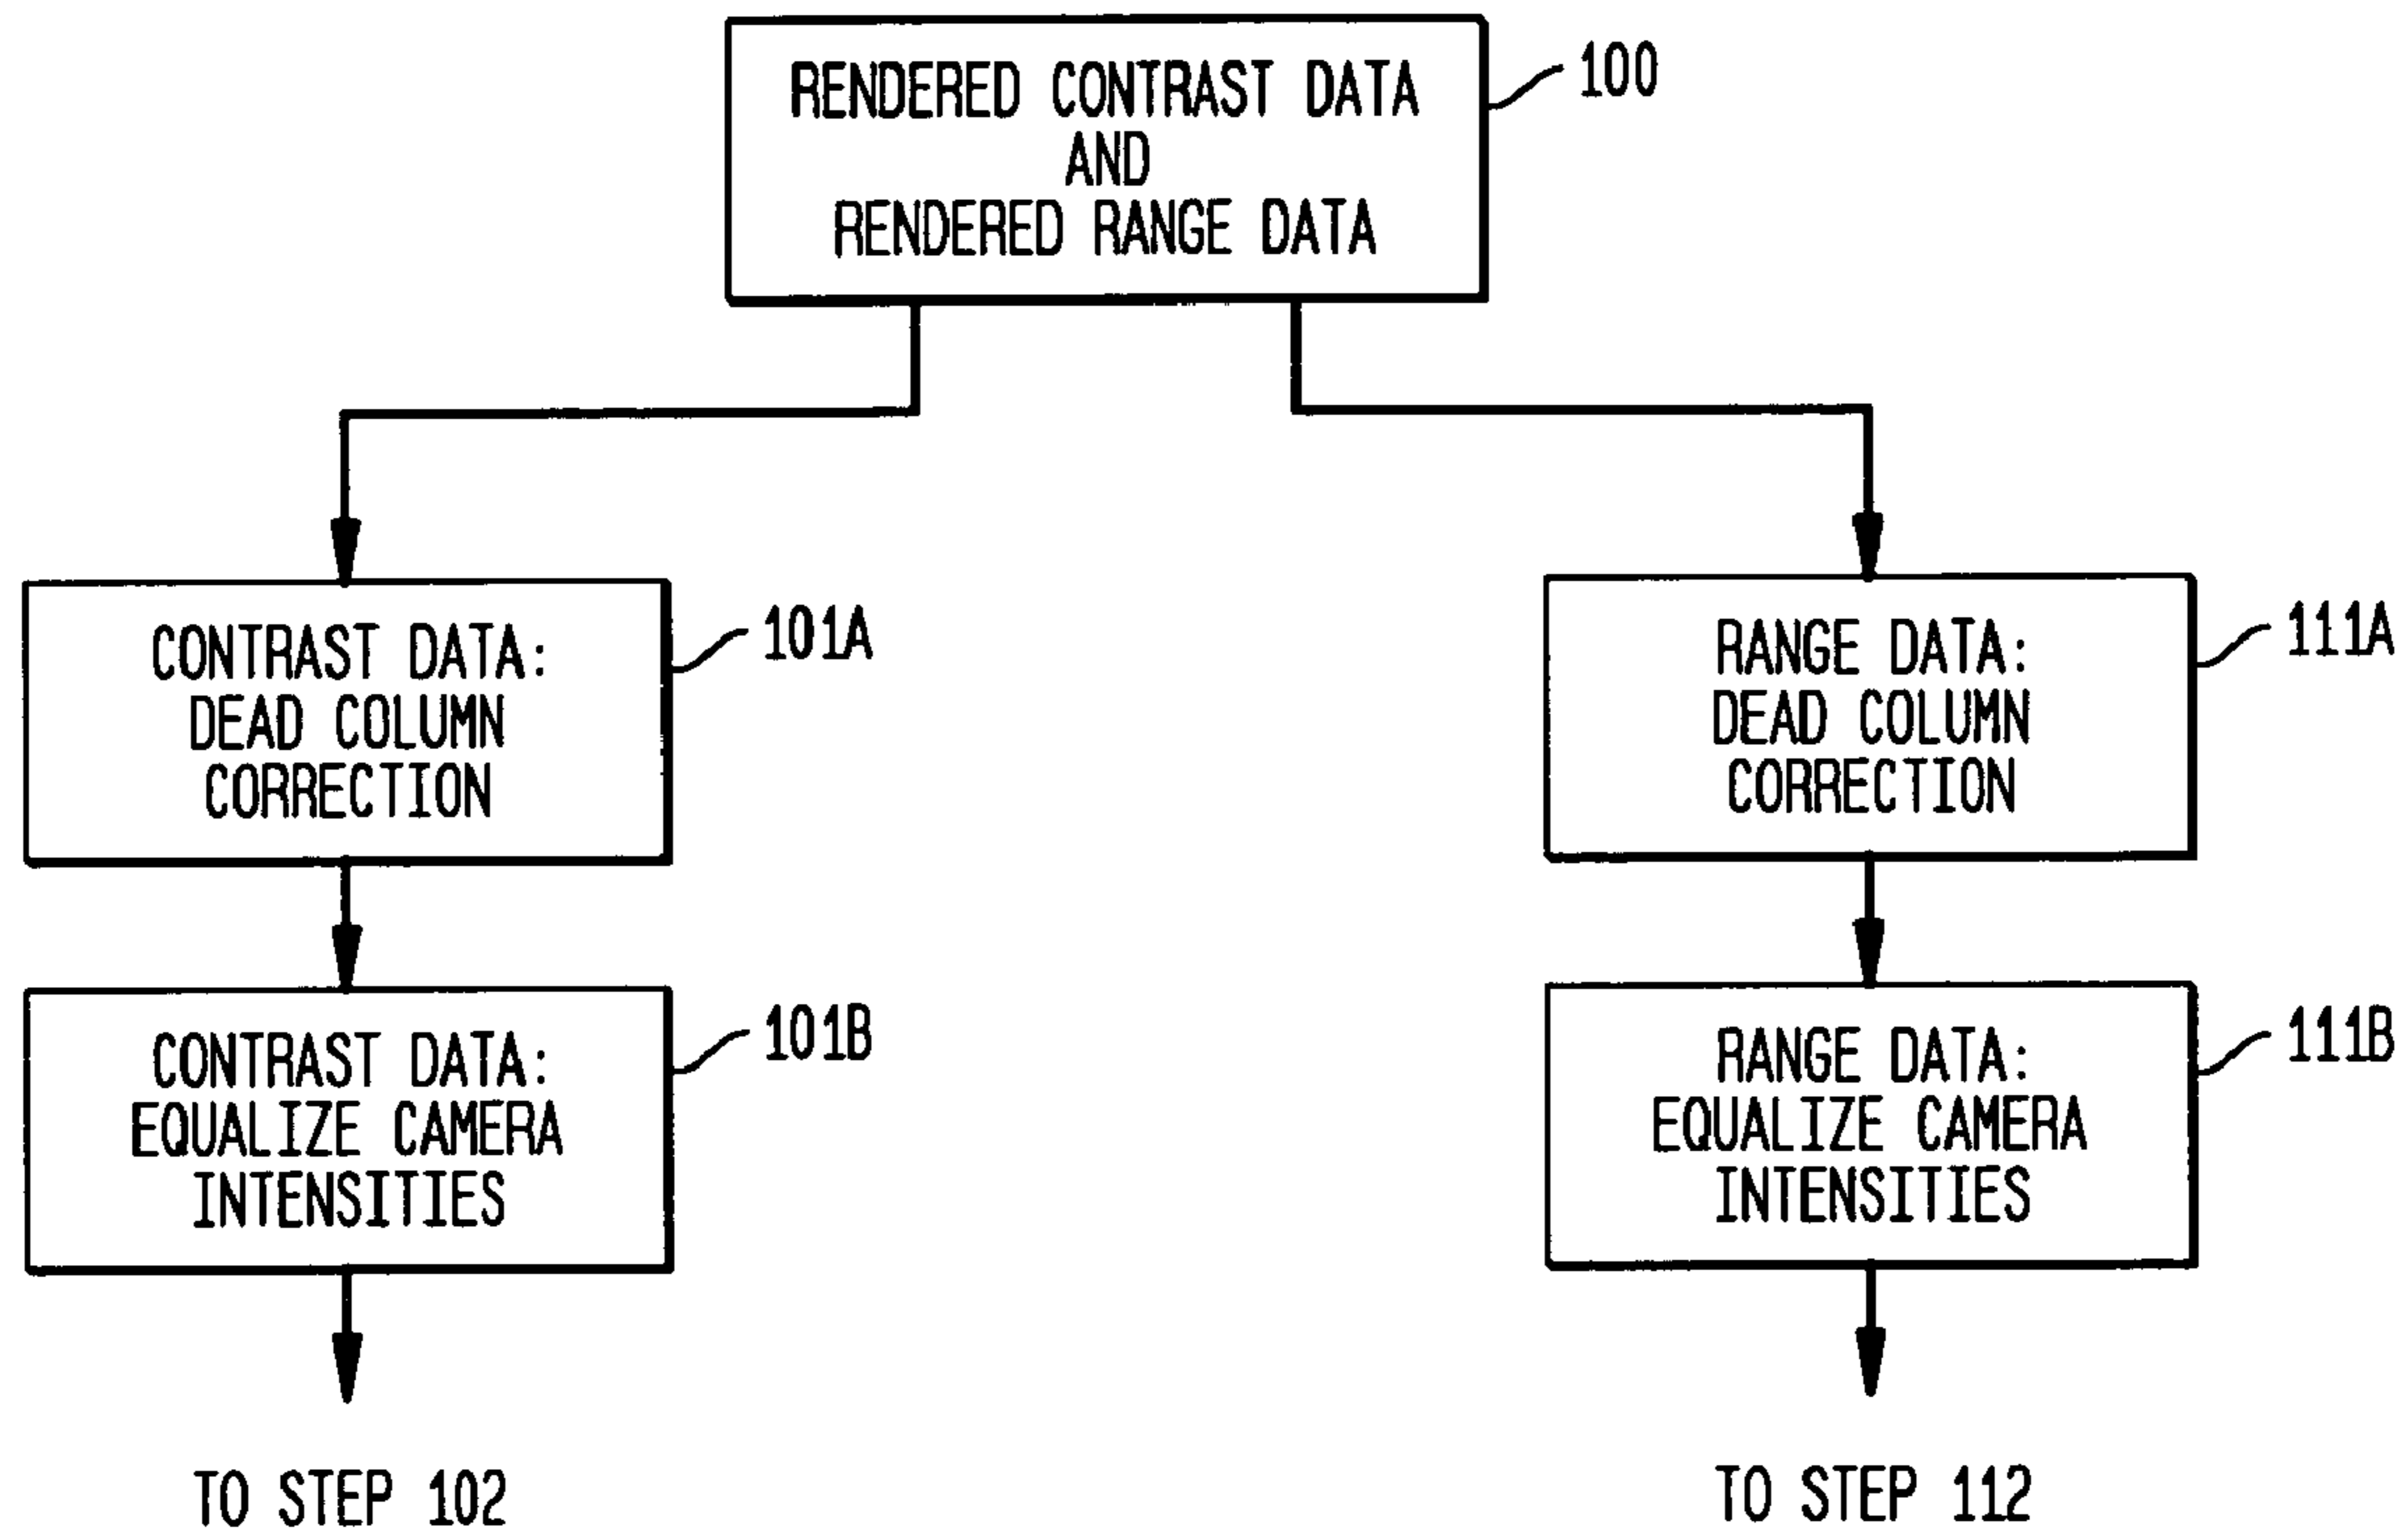 RENDERED CONTRAST DATA
AND
RENDERED RANGE DATA
100
CONTRAST DATA:
DEAD COLUMN
CORRECTION
101A
RANGE DATA:
DEAD COLUMN
CORRECTION
111A
CONTRAST DATA:
EQUALIZE CAMERA
INTENSITIES
101B
RANGE DATA:
EQUALIZE CAMERA
INTENSITIES
111B
TO STEP 102
TO STEP 112